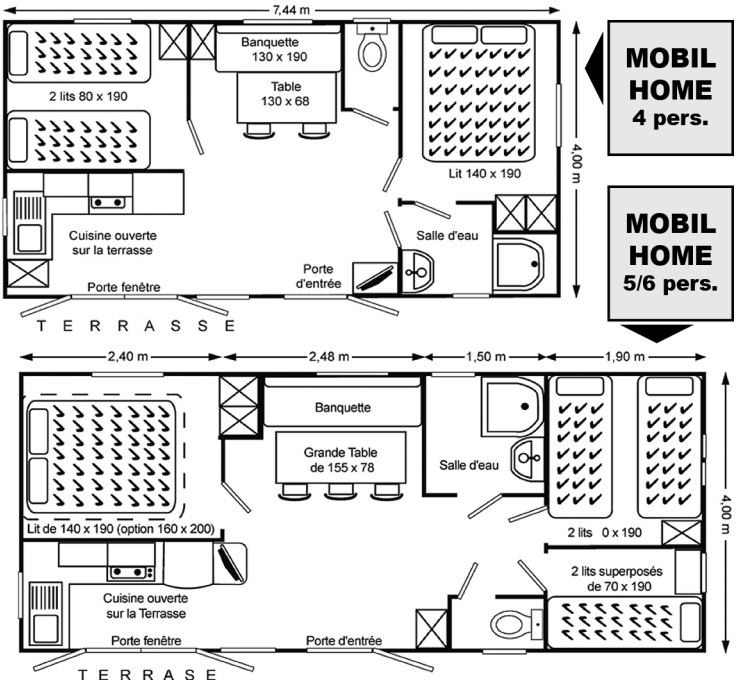 7,44 m
MOBIL
HOME
4 pers.
Banquette
130 x 190
Table
130 x 68
2 lits 80 x 190
4,00 m
Lit 140 x 190
Cuisine ouverte
sur la terrasse
Salle d'eau
Porte
d'entrée
Porte fenêtre
TERRASSE
MOBIL
HOME
5/6 pers.
2,40 m
2,48 m
1,50 m
1,90 m
Banquette
Grande Table
de 155 x 78
Salle d'eau
4,00 m
Lit de 140 x 190 (option 160 x 200)
2 lits 0 x 190
2 lits superposés
de 70 x 190
Cuisine ouverte
sur la Terrasse
Porte fenêtre
Porte d'entrée
TERRASE